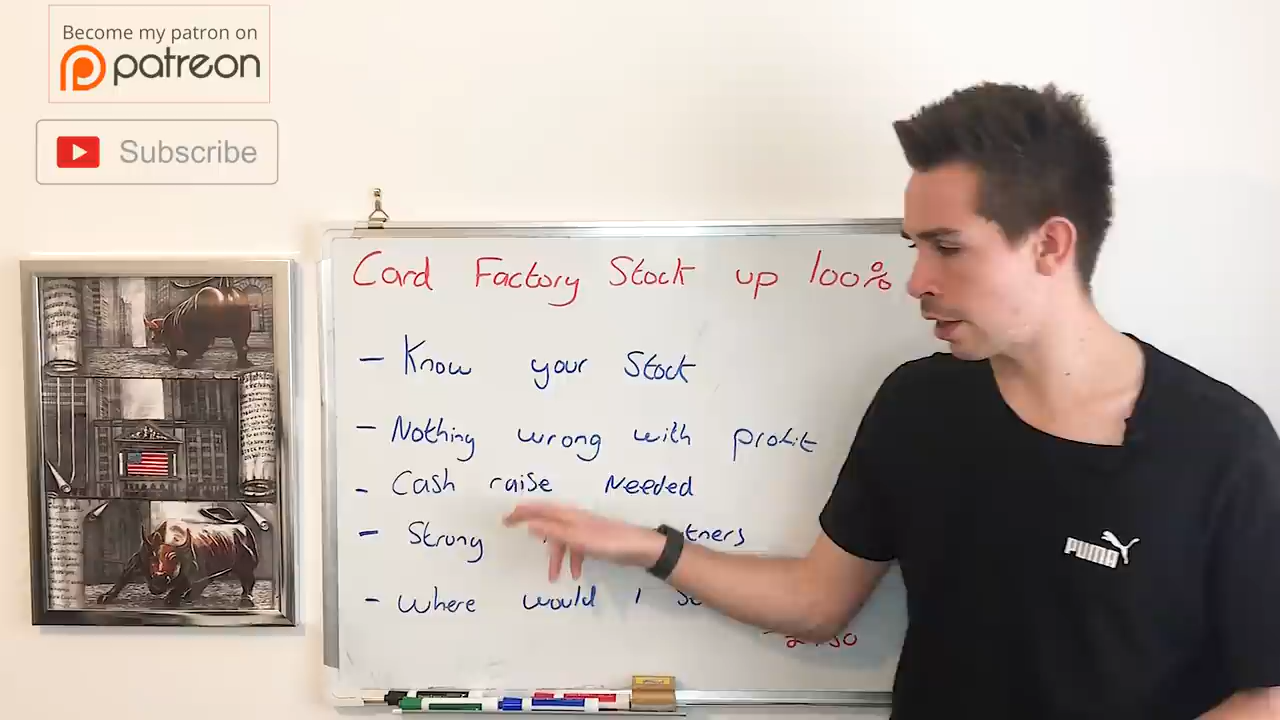 Become my patron on
patreon
Subscribe
Card Factory Stock up 100%
- Know your Stock
- Nothing wrong with profit
- Cash raise Needed
- Strong
- where would I
PUMA